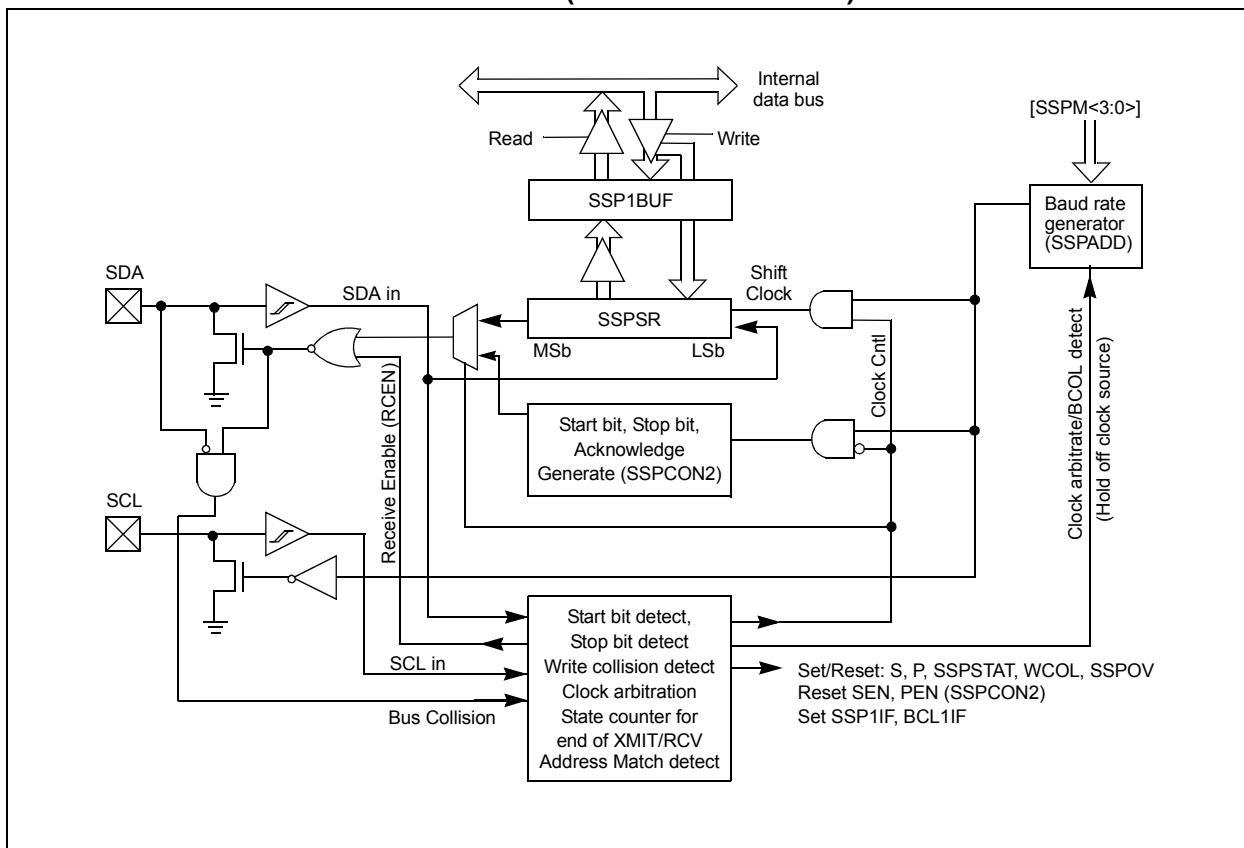 Internal
data bus
[SSPM<3:0>]
Read
Write
SSP1BUF
Baud rate
generator
(SSPADD)
SDA
Shift
Clock
SDA in
SSPSR
MSb
LSb
Receive Enable (RCEN)
Clock Cntl
Clock arbitrate/BCOL detect
(Hold off clock source)
Start bit, Stop bit,
Acknowledge
Generate (SSPCON2)
SCL
Start bit detect,
Stop bit detect
Write collision detect
Clock arbitration
State counter for
end of XMIT/RCV
Address Match detect
SCL in
Bus Collision
Set/Reset: S, P, SSPSTAT, WCOL, SSPOV
Reset SEN, PEN (SSPCON2)
Set SSP1IF, BCL1IF